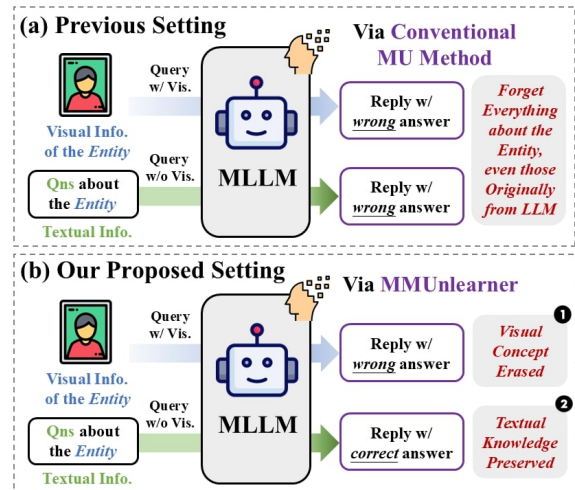 (a) Previous Setting
Via Conventional
MU Method
Query
w/ Vis.
Visual Info.
of the Entity
Qns about
the Entity
Textual Info.
Query
w/o Vis.
MLLM
Reply w/
wrong answer
Reply w/
wrong answer
Forget
Everything
about the
Entity,
even those
Originally
from LLM
(b) Our Proposed Setting
Via MMUnlearner
Query
w/ Vis.
Visual Info.
of the Entity
Qns about
the Entity
Textual Info.
Query
w/o Vis.
MLLM
Reply w/
wrong answer
Reply w/
correct answer
1
Visual
Concept
Erased
2
Textual
Knowledge
Preserved